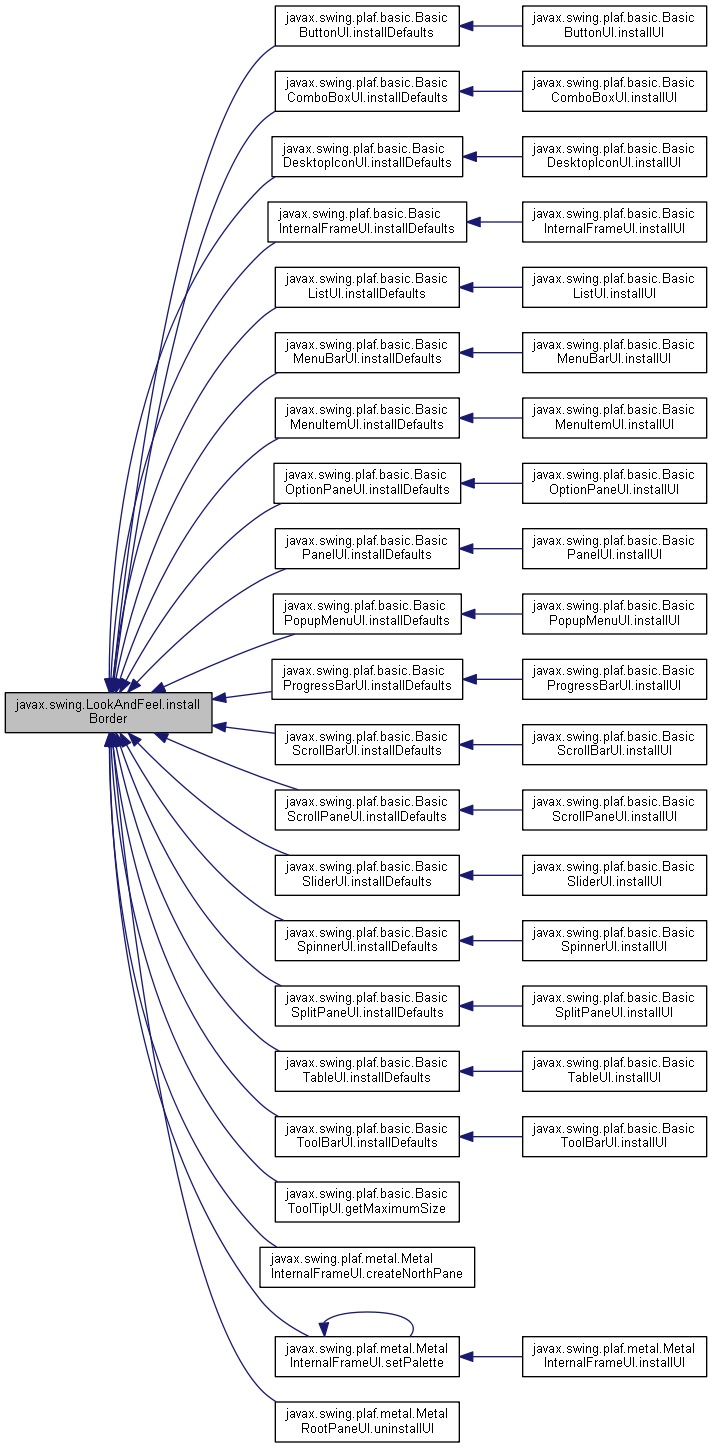 javax.swing.plaf.basic.Basic
ButtonUI.installDefaults
javax.swing.plaf.basic.Basic
ButtonUI.installUI
javax.swing.plaf.basic.Basic
ComboBoxUI.installDefaults
javax.swing.plaf.basic.Basic
ComboBoxUI.installUI
javax.swing.plaf.basic.Basic
DesktopIconUI.installDefaults
javax.swing.plaf.basic.Basic
DesktopIconUI.installUI
javax.swing.plaf.basic.Basic
InternalFrameUI.installDefaults
javax.swing.plaf.basic.Basic
InternalFrameUI.installUI
javax.swing.plaf.basic.Basic
ListUI.installDefaults
javax.swing.plaf.basic.Basic
ListUI.installUI
javax.swing.plaf.basic.Basic
MenuBarUI.installDefaults
javax.swing.plaf.basic.Basic
MenuBarUI.installUI
javax.swing.plaf.basic.Basic
MenuItemUI.installDefaults
javax.swing.plaf.basic.Basic
MenuItemUI.installUI
javax.swing.plaf.basic.Basic
OptionPaneUI.installDefaults
javax.swing.plaf.basic.Basic
OptionPaneUI.installUI
javax.swing.plaf.basic.Basic
PanelUI.installDefaults
javax.swing.plaf.basic.Basic
PanelUI.installUI
javax.swing.plaf.basic.Basic
PopupMenuUI.installDefaults
javax.swing.plaf.basic.Basic
PopupMenuUI.installUI
javax.swing.plaf.basic.Basic
ProgressBarUI.installDefaults
javax.swing.plaf.basic.Basic
ProgressBarUI.installUI
javax.swing.LookAndFeel.install
Border
javax.swing.plaf.basic.Basic
ScrollBarUI.installDefaults
javax.swing.plaf.basic.Basic
ScrollBarUI.installUI
javax.swing.plaf.basic.Basic
ScrollPaneUI.installDefaults
javax.swing.plaf.basic.Basic
ScrollPaneUI.installUI
javax.swing.plaf.basic.Basic
SliderUI.installDefaults
javax.swing.plaf.basic.Basic
SliderUI.installUI
javax.swing.plaf.basic.Basic
SpinnerUI.installDefaults
javax.swing.plaf.basic.Basic
SpinnerUI.installUI
javax.swing.plaf.basic.Basic
SplitPaneUI.installDefaults
javax.swing.plaf.basic.Basic
SplitPaneUI.installUI
javax.swing.plaf.basic.Basic
TableUI.installDefaults
javax.swing.plaf.basic.Basic
TableUI.installUI
javax.swing.plaf.basic.Basic
ToolBarUI.installDefaults
javax.swing.plaf.basic.Basic
ToolBarUI.installUI
javax.swing.plaf.basic.Basic
ToolTipUI.getMaximumSize
javax.swing.plaf.metal.Metal
InternalFrameUI.createNorthPane
javax.swing.plaf.metal.Metal
InternalFrameUI.setPalette
javax.swing.plaf.metal.Metal
InternalFrameUI.installUI
javax.swing.plaf.metal.Metal
RootPaneUI.uninstallUI